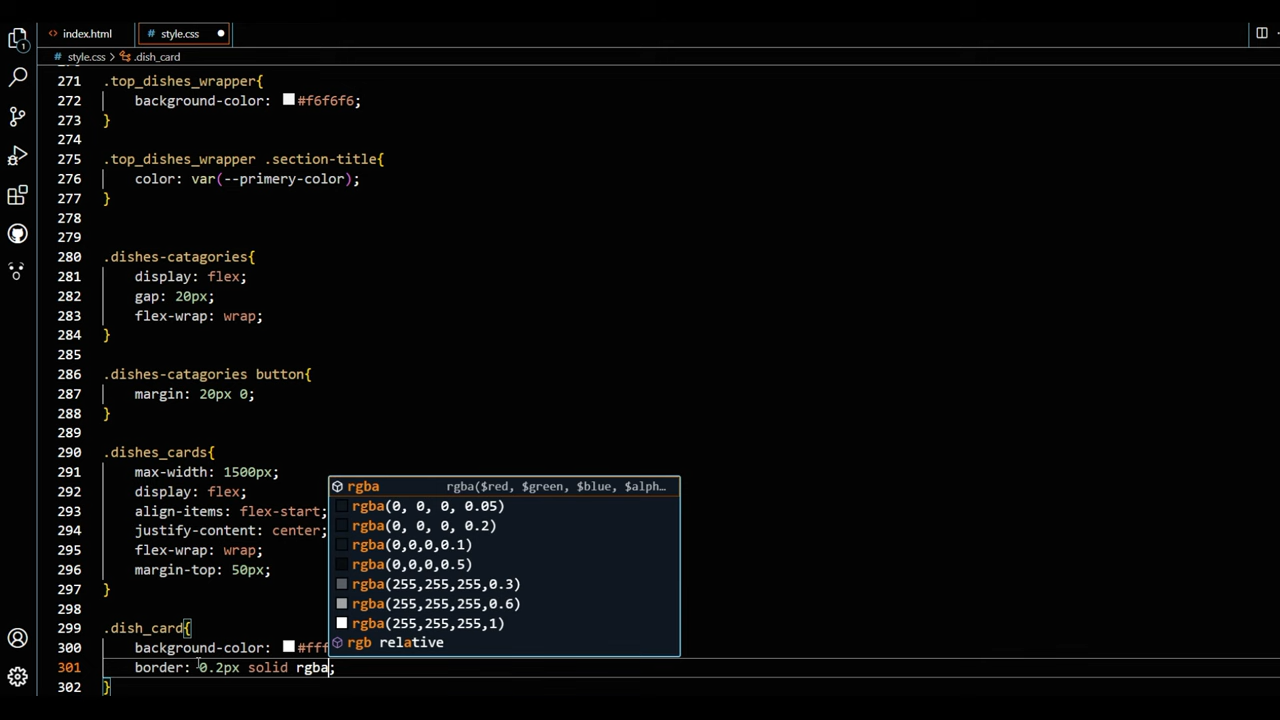 index.html
style.css
style.css > .dish_card
1
271 .top_dishes_wrapper{
272 background-color: #f6f6f6;
273 }
274
275 .top_dishes_wrapper .section-title{
276 color: var(--primery-color);
277 }
278
279
280 .dishes-catagories{
281 display: flex;
282 gap: 20px;
283 flex-wrap: wrap;
284 }
285
286 .dishes-catagories button{
287 margin: 20px 0;
288 }
289
290 .dishes_cards{
291 max-width: 1500px;
292 display: flex;
293 align-items: flex-start;
294 justify-content: center;
295 flex-wrap: wrap;
296 margin-top: 50px;
297 }
298
299 .dish_card{
300 background-color: #fff
301 border: 0.2px solid rgba;
302 }
rgba rgba($red, $green, $blue, $alph…
rgba(0, 0, 0, 0.05)
rgba(0, 0, 0, 0.2)
rgba(0,0,0,0.1)
rgba(0,0,0,0.5)
rgba(255,255,255,0.3)
rgba(255,255,255,0.6)
rgba(255,255,255,1)
rgb relative